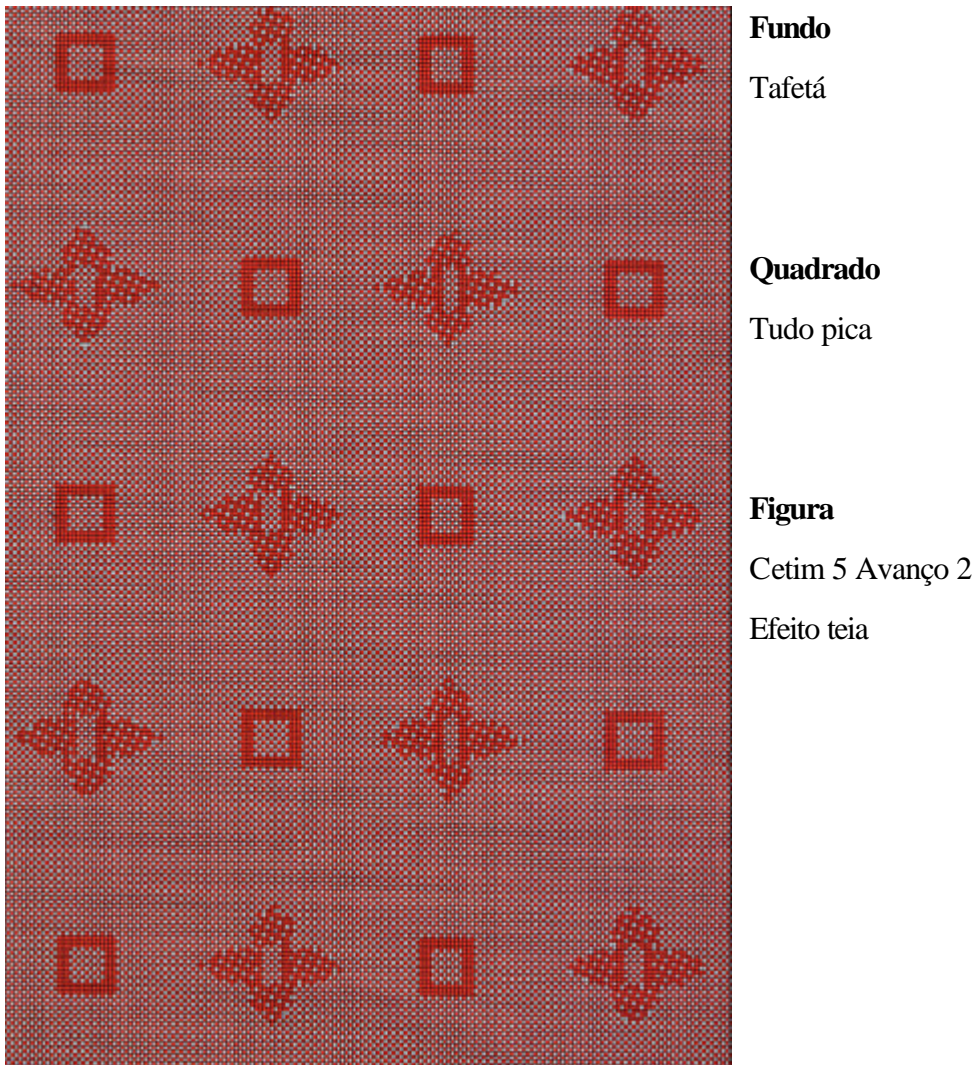 Fundo
Tafetá
Quadrado
Tudo pica
Figura
Cetim 5 Avanço 2
Efeito teia